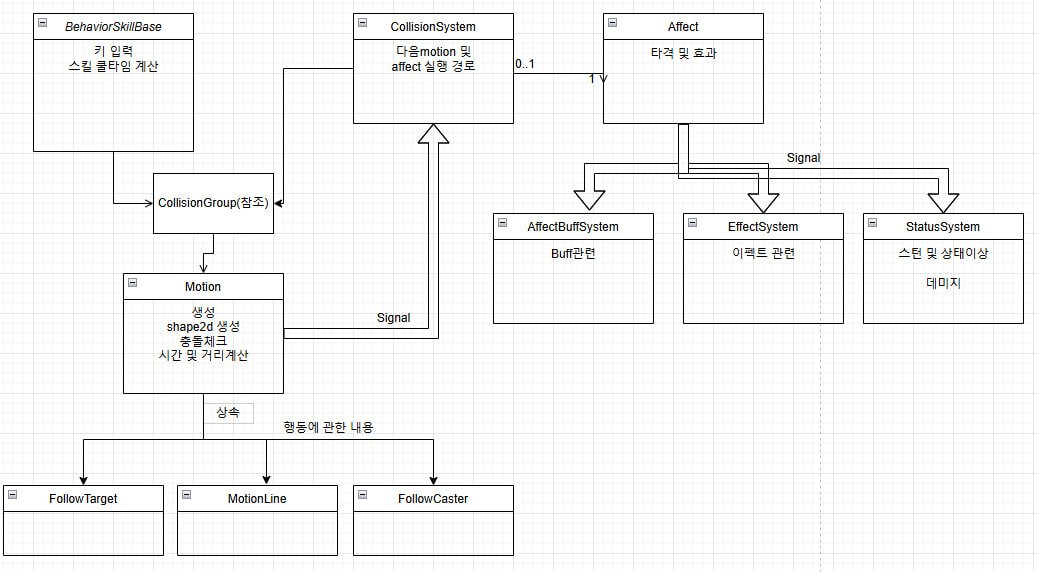 BehaviorSkillBase
키 입력
스킬 쿨타임 계산
CollisionSystem
다음motion 및
affect 실행 경로
0..1
1
Affect
타격 및 효과
Signal
CollisionGroup(참조)
AffectBuffSystem
Buff관련
EffectSystem
이펙트 관련
StatusSystem
스턴 및 상태이상
데미지
Motion
생성
shape2d 생성
충돌체크
시간 및 거리계산
Signal
상속
행동에 관한 내용
FollowTarget
MotionLine
FollowCaster